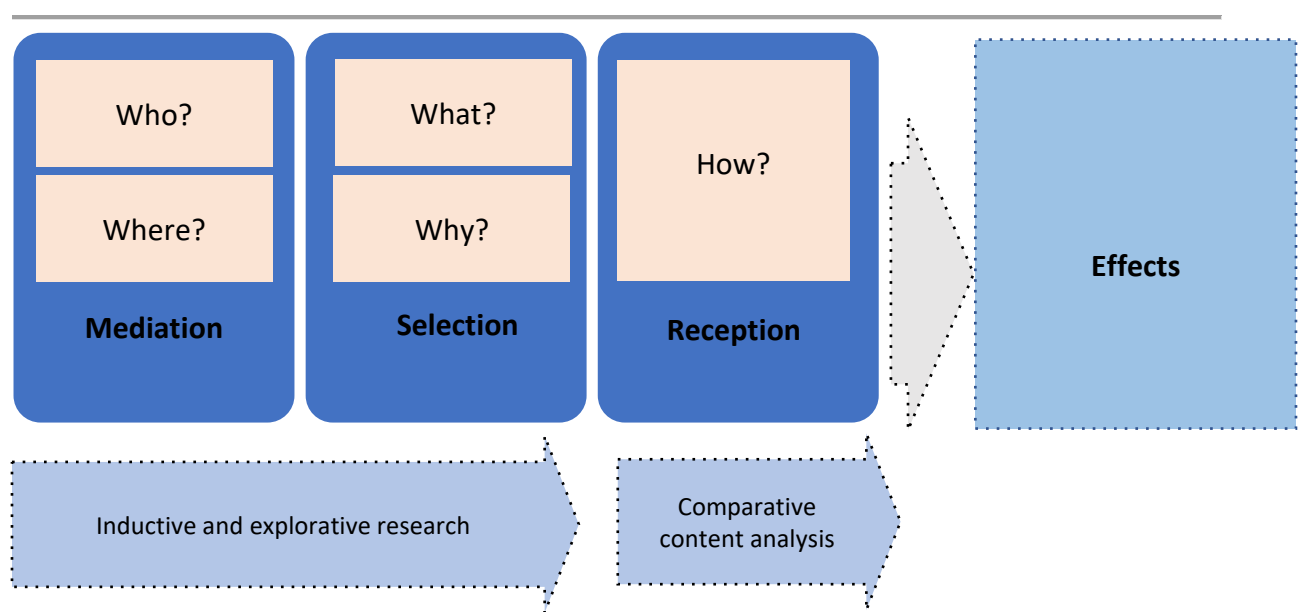 Who?
Where?
Mediation
What?
Why?
Selection
How?
Reception
Effects
Inductive and explorative research
Comparative
content analysis